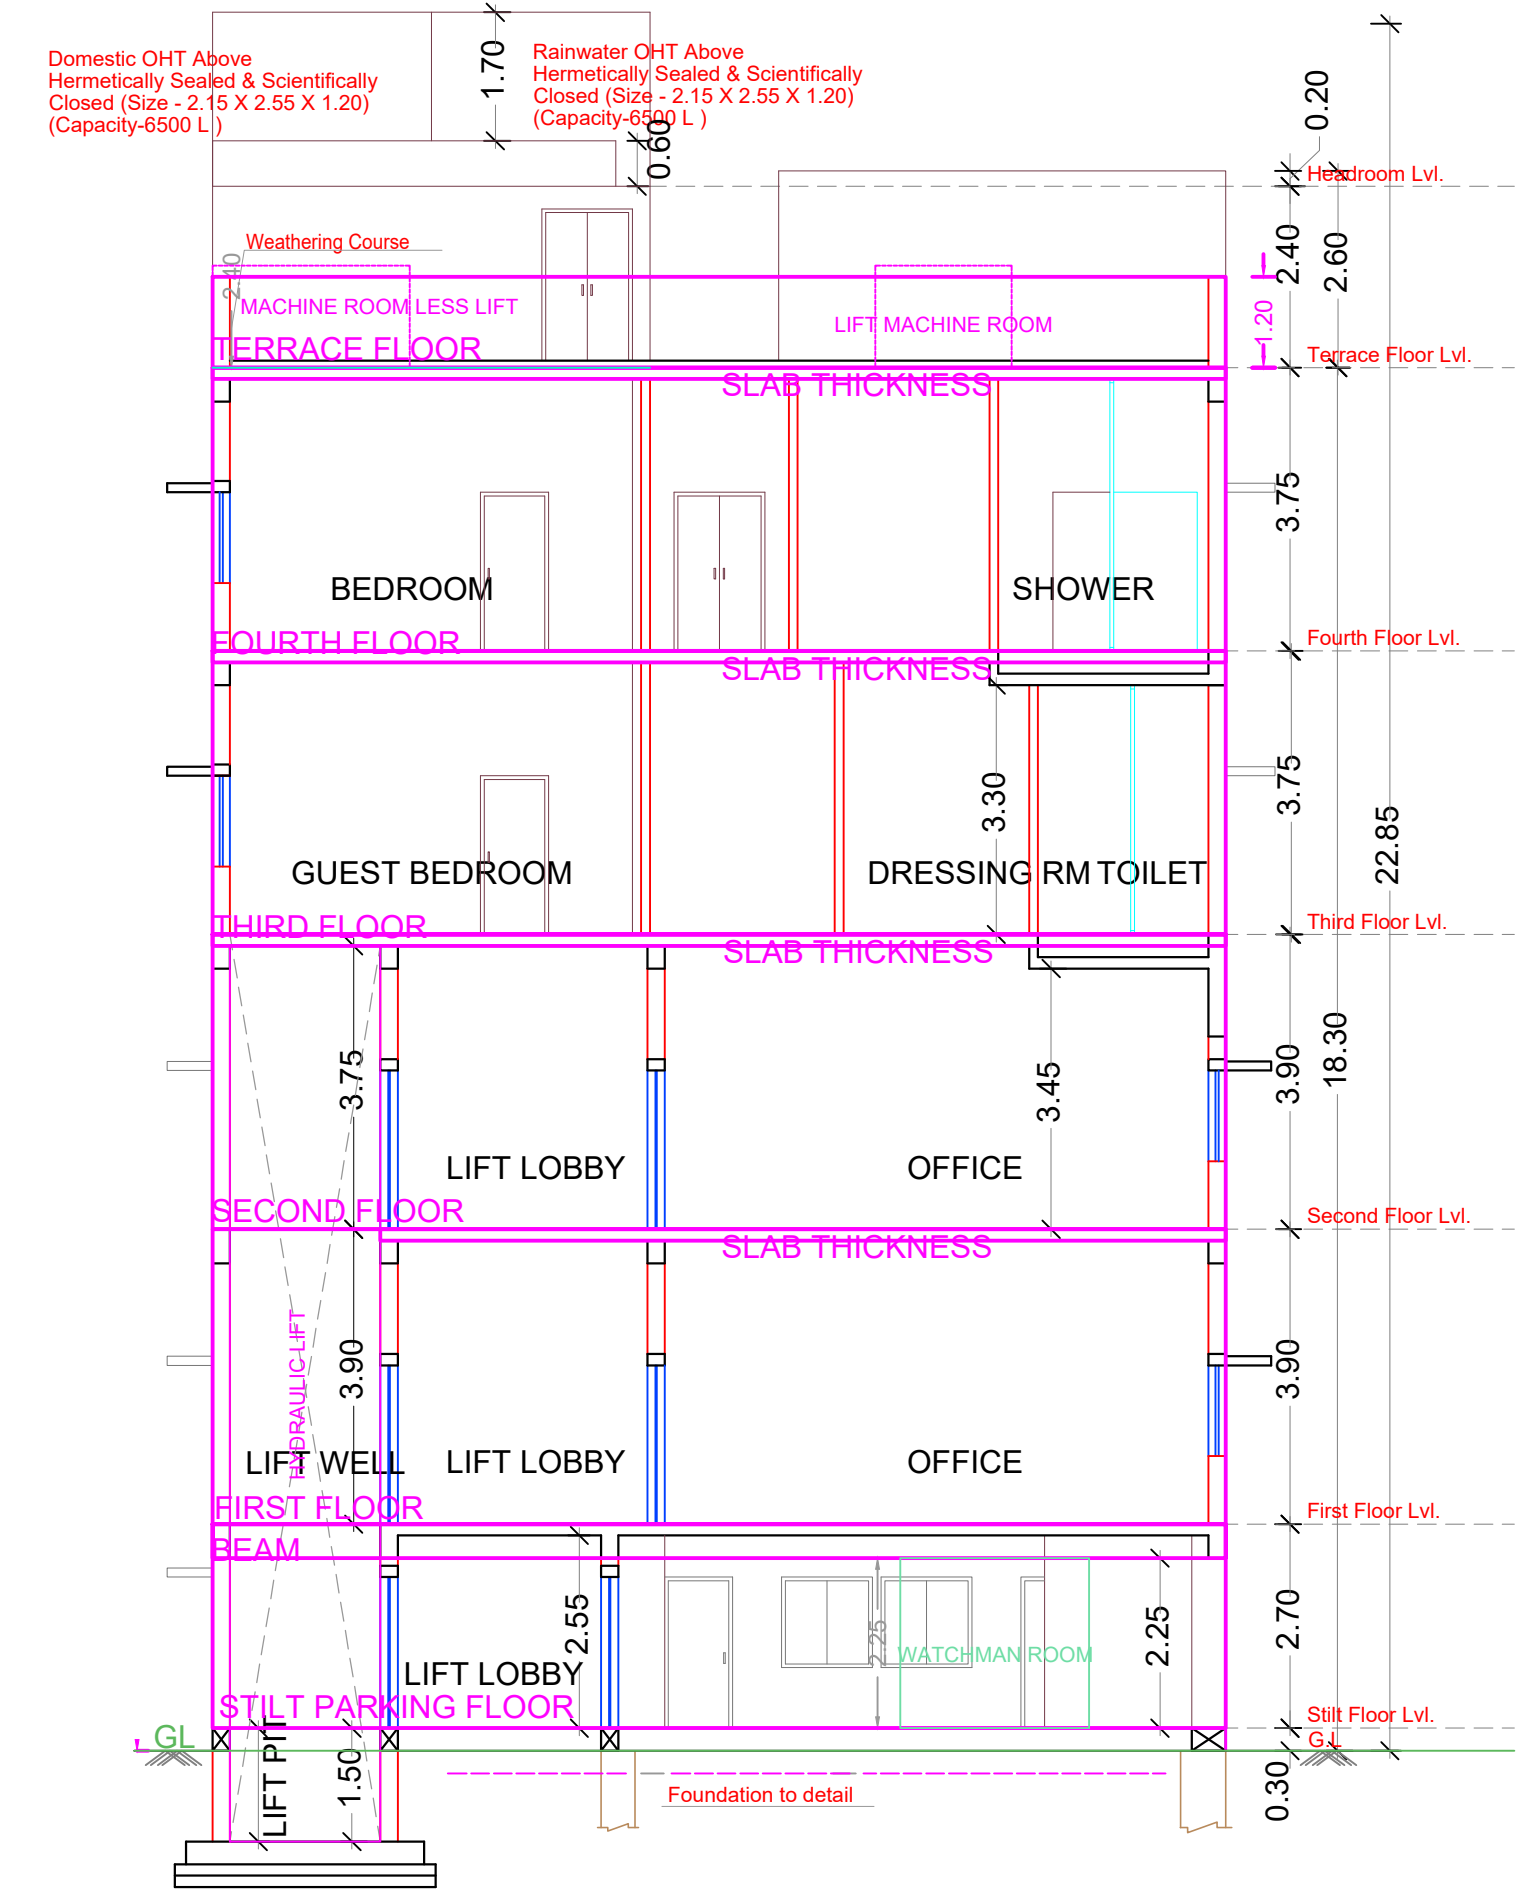 Domestic OHT Above
Hermetically Sealed & Scientifically
Closed (Size - 2.15 X 2.55 X 1.20)
(Capacity-6500 L )
1.70
Rainwater OHT Above
Hermetically Sealed & Scientifically
Closed (Size - 2.15 X 2.55 X 1.20)
(Capacity-6500 L )
0.60
0.20
Headroom Lvl.
Weathering Course
2.40
2.40
2.60
MACHINE ROOM LESS LIFT
LIFT MACHINE ROOM
1.20
TERRACE FLOOR
Terrace Floor Lvl.
SLAB THICKNESS
3.75
BEDROOM
SHOWER
FOURTH FLOOR
Fourth Floor Lvl.
SLAB THICKNESS
3.30
3.75
22.85
GUEST BEDROOM
DRESSING RM
TOILET
THIRD FLOOR
Third Floor Lvl.
SLAB THICKNESS
3.75
3.45
3.90
18.30
LIFT LOBBY
OFFICE
SECOND FLOOR
Second Floor Lvl.
SLAB THICKNESS
HYDRAULIC LIFT
3.90
3.90
LIFT WELL
LIFT LOBBY
OFFICE
FIRST FLOOR
First Floor Lvl.
BEAM
2.55
2.25
2.25
2.70
WATCHMAN ROOM
LIFT LOBBY
STILT PARKING FLOOR
Stilt Floor Lvl.
GL
G.L
LIFT PIT
1.50
0.30
Foundation to detail